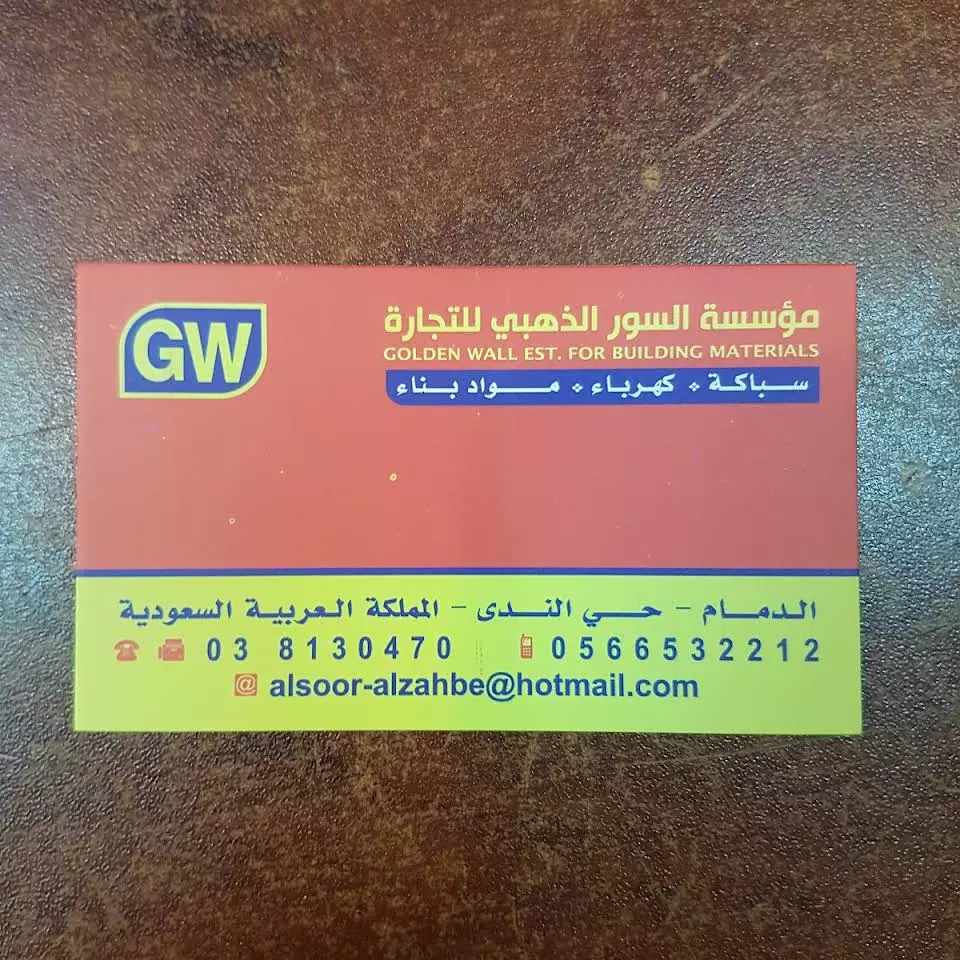 GW
مؤسسة السور الذهبي للتجارة
GOLDEN WALL EST. FOR BUILDING MATERIALS
سباكة * كهرباء * مواد بناء
الدمام - حي الندى - المملكة العربية السعودية
03 8130470
0566532212
@ alsoor-alzahbe@hotmail.com